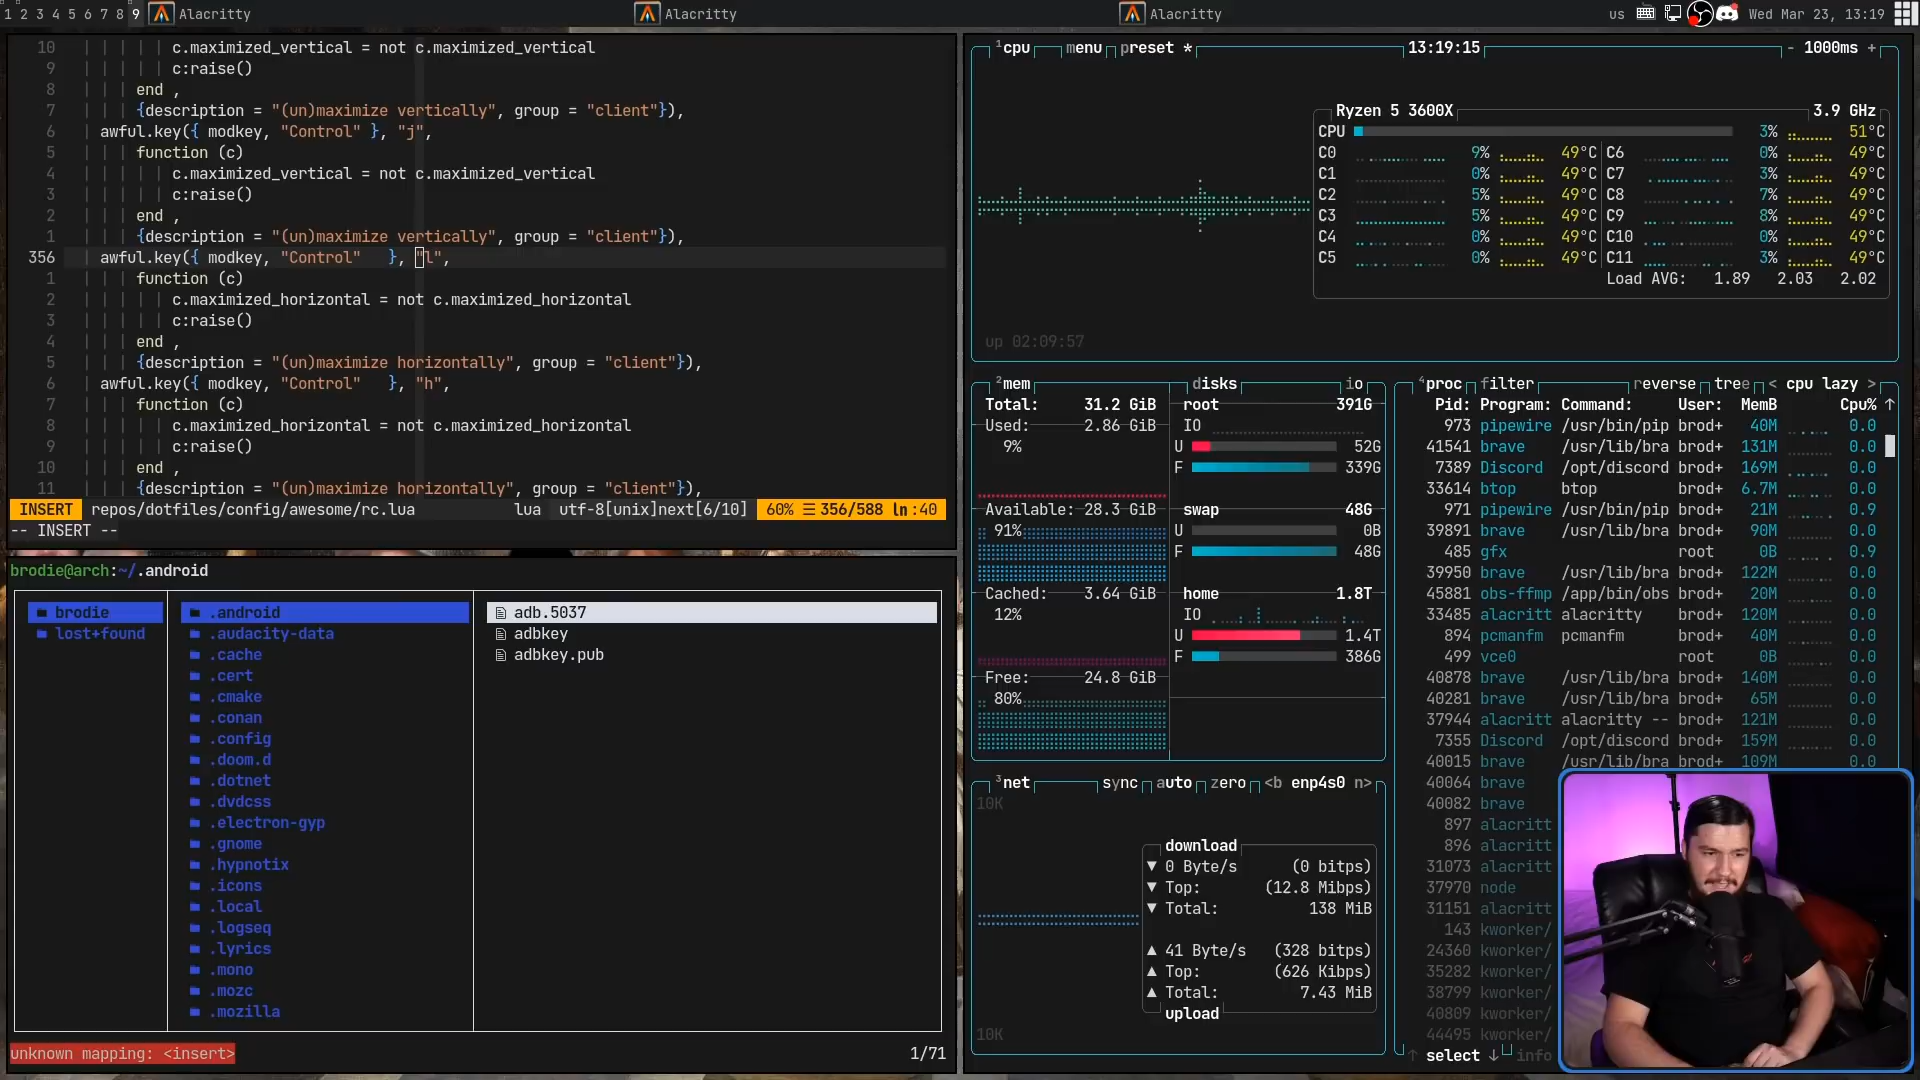 1 2 3 4 5 6 7 8 9 Alacritty
Alacritty
Alacritty
us Wed Mar 23, 13:19
10 c.maximized_vertical = not c.maximized_vertical
9 c:raise()
8 end ,
7 {description = "(un)maximize vertically", group = "client"}),
6 awful.key({ modkey, "Control" }, "j",
5 function (c)
4 c.maximized_vertical = not c.maximized_vertical
3 c:raise()
2 end ,
1 {description = "(un)maximize vertically", group = "client"}),
356 awful.key({ modkey, "Control"   }, "l",
1 function (c)
2 c.maximized_horizontal = not c.maximized_horizontal
3 c:raise()
4 end ,
5 {description = "(un)maximize horizontally", group = "client"}),
6 awful.key({ modkey, "Control"   }, "h",
7 function (c)
8 c.maximized_horizontal = not c.maximized_horizontal
9 c:raise()
10 end ,
11 {description = "(un)maximize horizontally", group = "client"}),
INSERT repos/dotfiles/config/awesome/rc.lua lua utf-8[unix]next[6/10] 60% ☰ 356/588 ln:40
-- INSERT --
brodie@arch:~/.android
brodie
lost+found
.android
.audacity-data
.cache
.cert
.cmake
.conan
.config
.doom.d
.dotnet
.dvdcss
.electron-gyp
.gnome
.hypnotix
.icons
.local
.logseq
.lyrics
.mono
.mozc
.mozilla
adb.5037
adbkey
adbkey.pub
unknown mapping: <insert> 1/71
¹cpu menu preset * 13:19:15 - 1000ms +
Ryzen 5 3600X 3.9 GHz
CPU 3% 51°C
C0 9% 49°C C6 0% 49°C
C1 0% 49°C C7 3% 49°C
C2 5% 49°C C8 7% 49°C
C3 5% 49°C C9 8% 49°C
C4 0% 49°C C10 0% 49°C
C5 0% 49°C C11 3% 49°C
Load AVG: 1.89 2.03 2.02
up 02:09:57
²mem
Total: 31.2 GiB
Used: 2.86 GiB
9%
Available: 28.3 GiB
91%
Cached: 3.64 GiB
12%
Free: 24.8 GiB
80%
disks io
root 391G
IO
U 52G
F 339G
swap 48G
U 0B
F 48G
home 1.8T
IO
U 1.4T
F 386G
³net sync auto zero <b enp4s0 n>
10K
download
▼ 0 Byte/s (0 bitps)
▼ Top: (12.8 Mibps)
▼ Total: 138 MiB
▲ 41 Byte/s (328 bitps)
▲ Top: (626 Kibps)
▲ Total: 7.43 MiB
upload
10K
⁴proc filter reverse tree < cpu lazy >
Pid: Program: Command: User: MemB Cpu% ↑
973 pipewire /usr/bin/pip brod+ 40M 0.0
41541 brave /usr/lib/bra brod+ 131M 0.0
7389 Discord /opt/discord brod+ 169M 0.0
33614 btop btop brod+ 6.7M 0.0
971 pipewire /usr/bin/pip brod+ 21M 0.9
39891 brave /usr/lib/bra brod+ 90M 0.0
485 gfx root 0B 0.9
39950 brave /usr/lib/bra brod+ 122M 0.0
45881 obs-ffmp /app/bin/obs brod+ 20M 0.0
33485 alacritt alacritty brod+ 120M 0.0
894 pcmanfm pcmanfm brod+ 40M 0.0
499 vce0 root 0B 0.0
40878 brave /usr/lib/bra brod+ 140M 0.0
40281 brave /usr/lib/bra brod+ 65M 0.0
37944 alacritt alacritty -- brod+ 121M 0.0
7355 Discord /opt/discord brod+ 159M 0.0
40015 brave /usr/lib/bra brod+ 109M 0.0
40064 brave
40082 brave
897 alacritt
896 alacritt
31073 alacritt
37970 node
31151 alacritt
143 kworker/
24360 kworker/
35282 kworker/
38799 kworker/
40809 kworker/
44495 kworker/
↑ select ↓ info